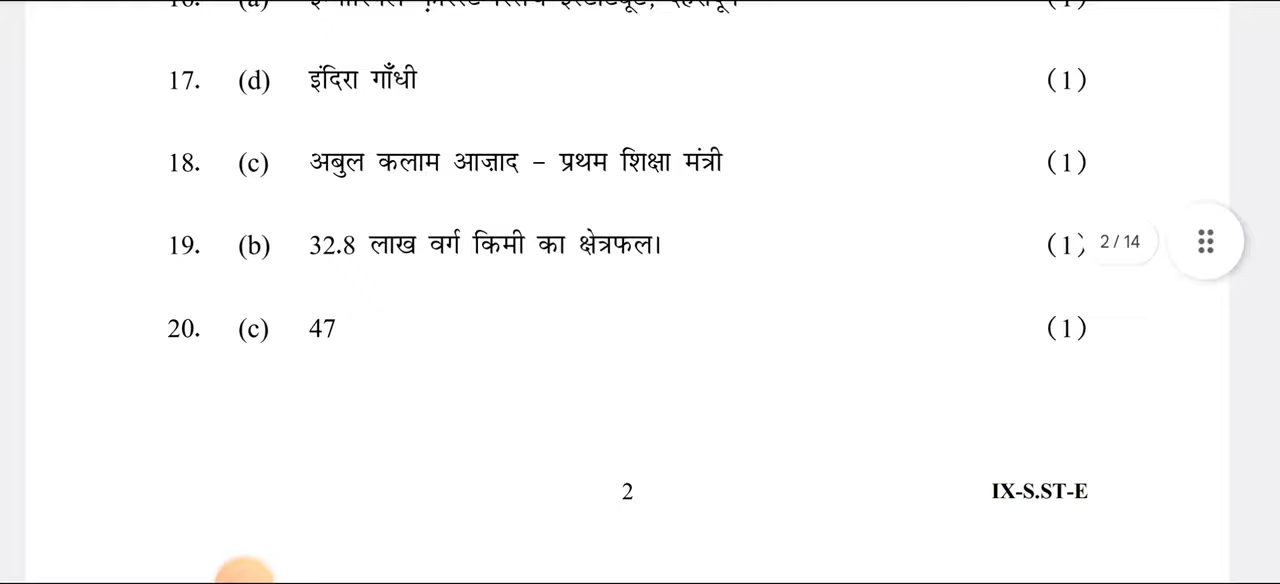 17. (d) इंदिरा गाँधी (1)
18. (c) अबुल कलाम आज़ाद – प्रथम शिक्षा मंत्री (1)
19. (b) 32.8 लाख वर्ग किमी का क्षेत्रफल। (1) 2 / 14
20. (c) 47 (1)
2 IX-S.ST-E